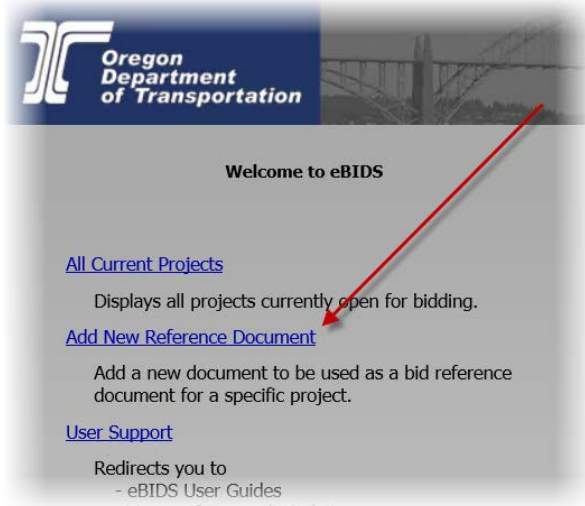 Oregon
Department
of Transportation
Welcome to eBIDS
All Current Projects
Displays all projects currently open for bidding.
Add New Reference Document
Add a new document to be used as a bid reference
document for a specific project.
User Support
Redirects you to
- eBIDS User Guides